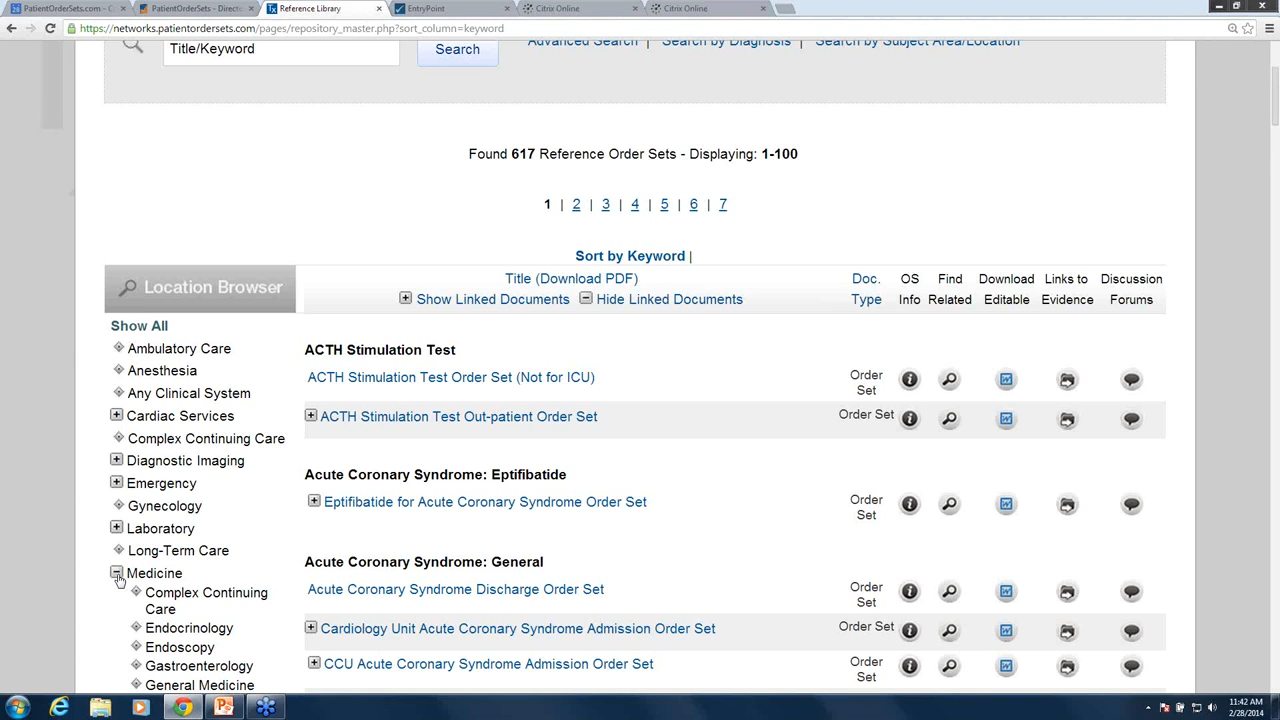 PatientOrderSets.com - C
PatientOrderSets - Direct
Reference Library
EntryPoint
Citrix Online
Citrix Online
https://networks.patientordersets.com/pages/repository_master.php?sort_column=keyword
Title/Keyword
Search
Advanced Search | Search by Diagnosis | Search by Subject Area/Location
Found 617 Reference Order Sets - Displaying: 1-100
1 | 2 | 3 | 4 | 5 | 6 | 7
Sort by Keyword |
Location Browser
Title (Download PDF)
Show Linked Documents Hide Linked Documents
Doc. Type
OS Info
Find Related
Download Editable
Links to Evidence
Discussion Forums
Show All
Ambulatory Care
Anesthesia
Any Clinical System
Cardiac Services
Complex Continuing Care
Diagnostic Imaging
Emergency
Gynecology
Laboratory
Long-Term Care
Medicine
Complex Continuing
Care
Endocrinology
Endoscopy
Gastroenterology
General Medicine
ACTH Stimulation Test
ACTH Stimulation Test Order Set (Not for ICU) Order Set
ACTH Stimulation Test Out-patient Order Set Order Set
Acute Coronary Syndrome: Eptifibatide
Eptifibatide for Acute Coronary Syndrome Order Set Order Set
Acute Coronary Syndrome: General
Acute Coronary Syndrome Discharge Order Set Order Set
Cardiology Unit Acute Coronary Syndrome Admission Order Set Order Set
CCU Acute Coronary Syndrome Admission Order Set Order Set
11:42 AM
2/28/2014